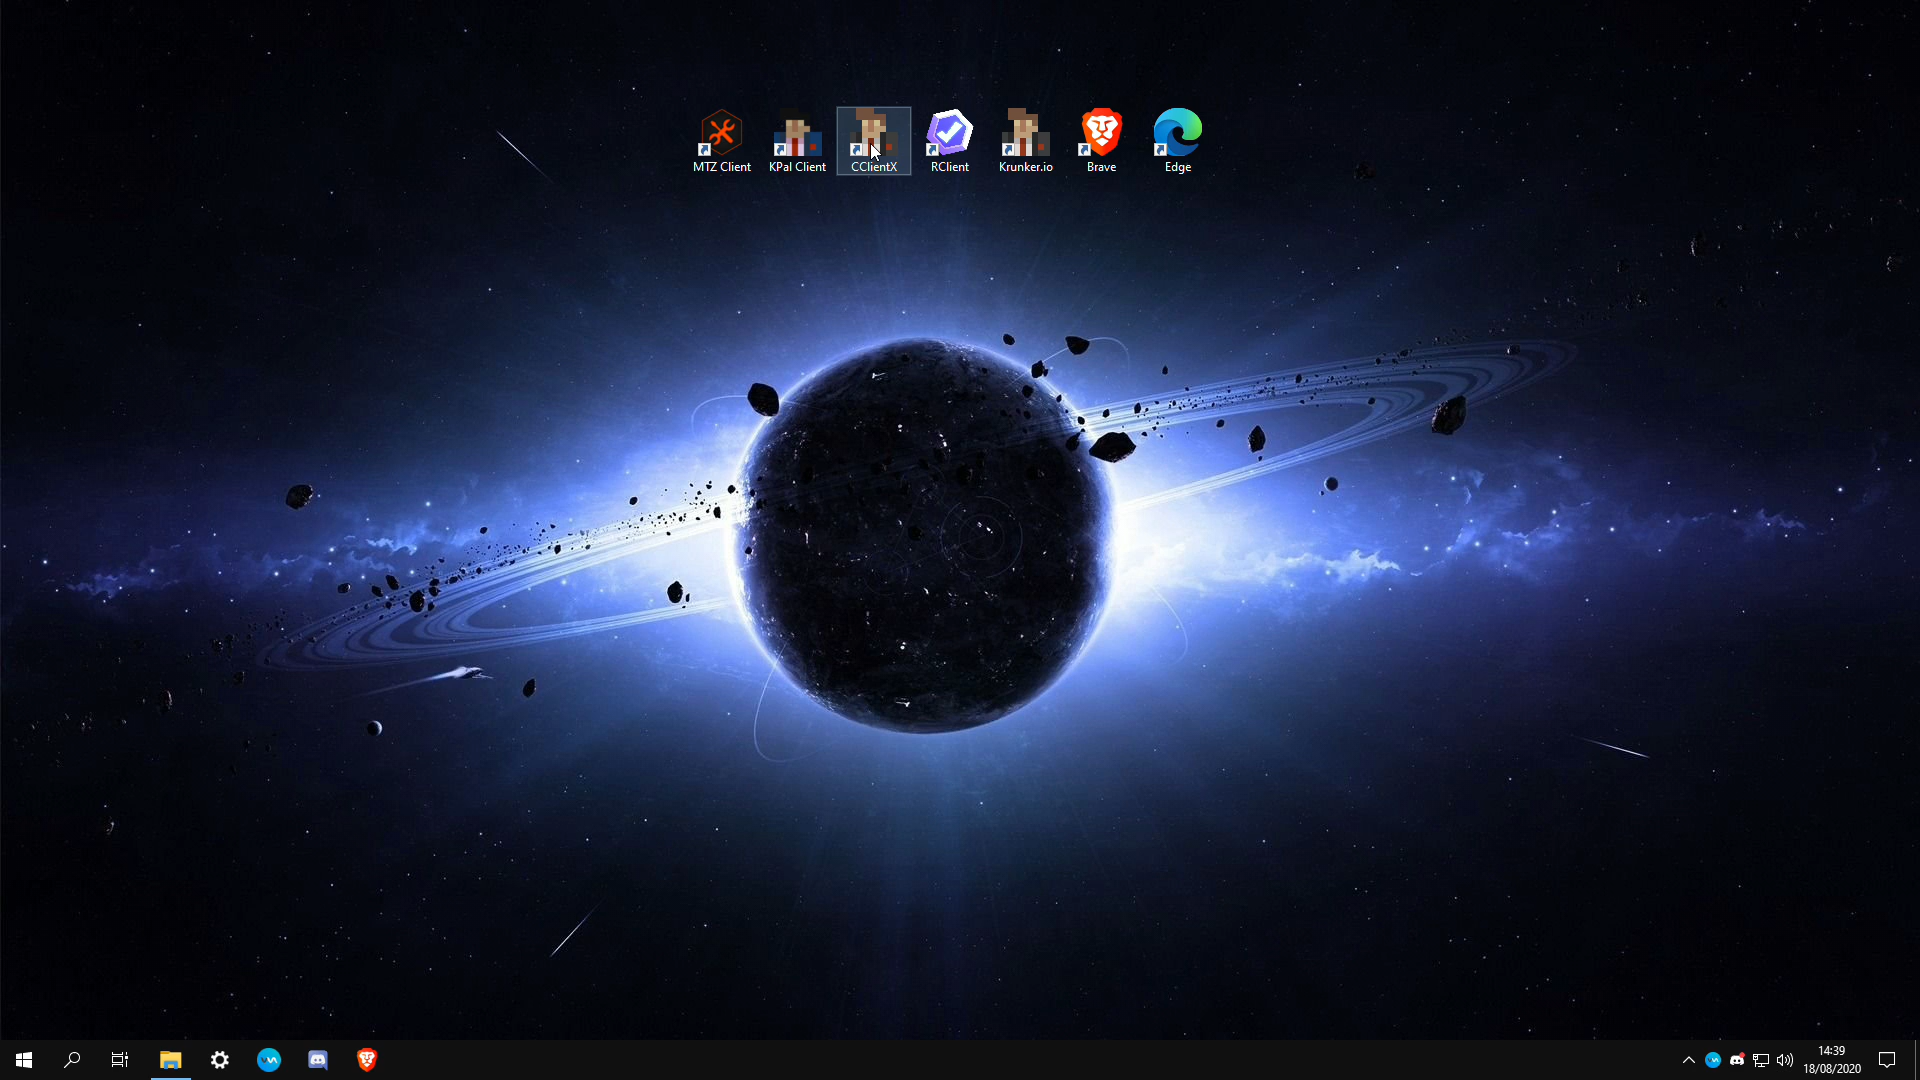 MTZ Client
KPal Client
CClientX
RClient
Krunker.io
Brave
Edge
14:39
18/08/2020